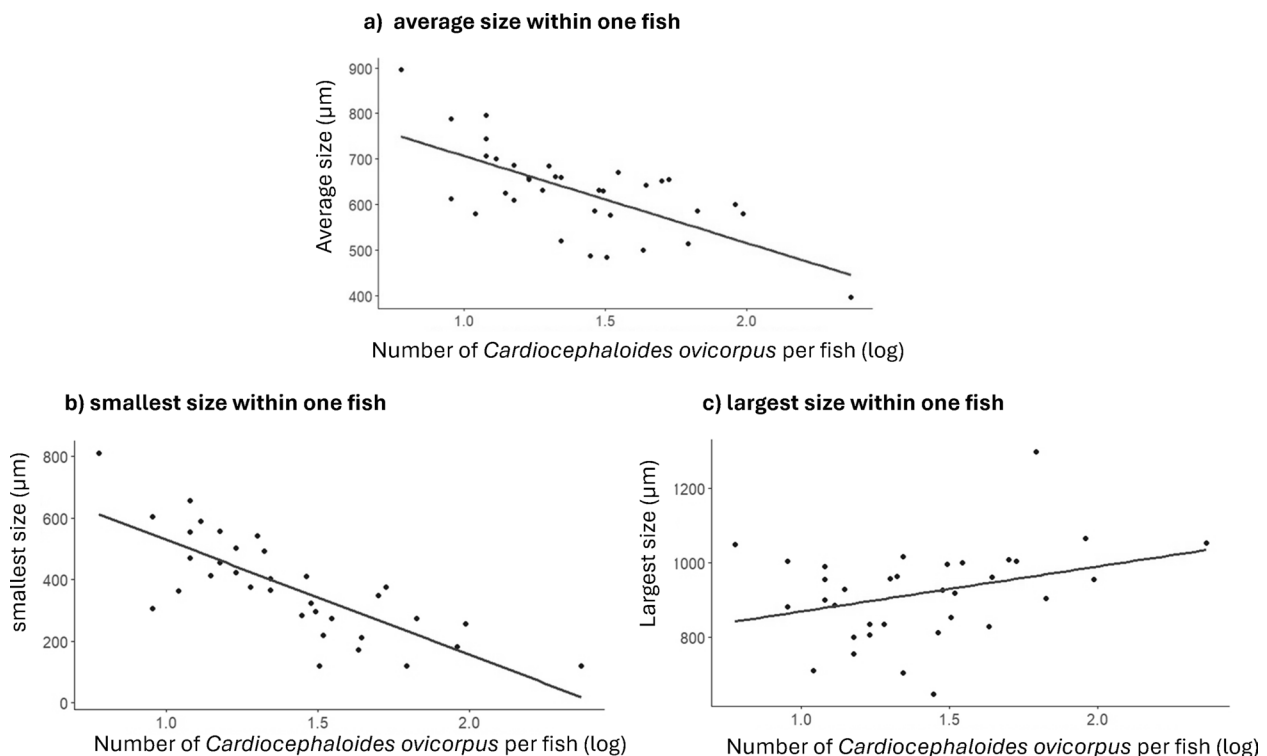 a) average size within one fish
Average size (µm)
900
800
700
600
500
400
1.0
1.5
2.0
Number of Cardiocephaloides ovicorpus per fish (log)
b) smallest size within one fish
smallest size (µm)
800
600
400
200
0
1.0
1.5
2.0
Number of Cardiocephaloides ovicorpus per fish (log)
c) largest size within one fish
Largest size (µm)
1200
1000
800
1.0
1.5
2.0
Number of Cardiocephaloides ovicorpus per fish (log)